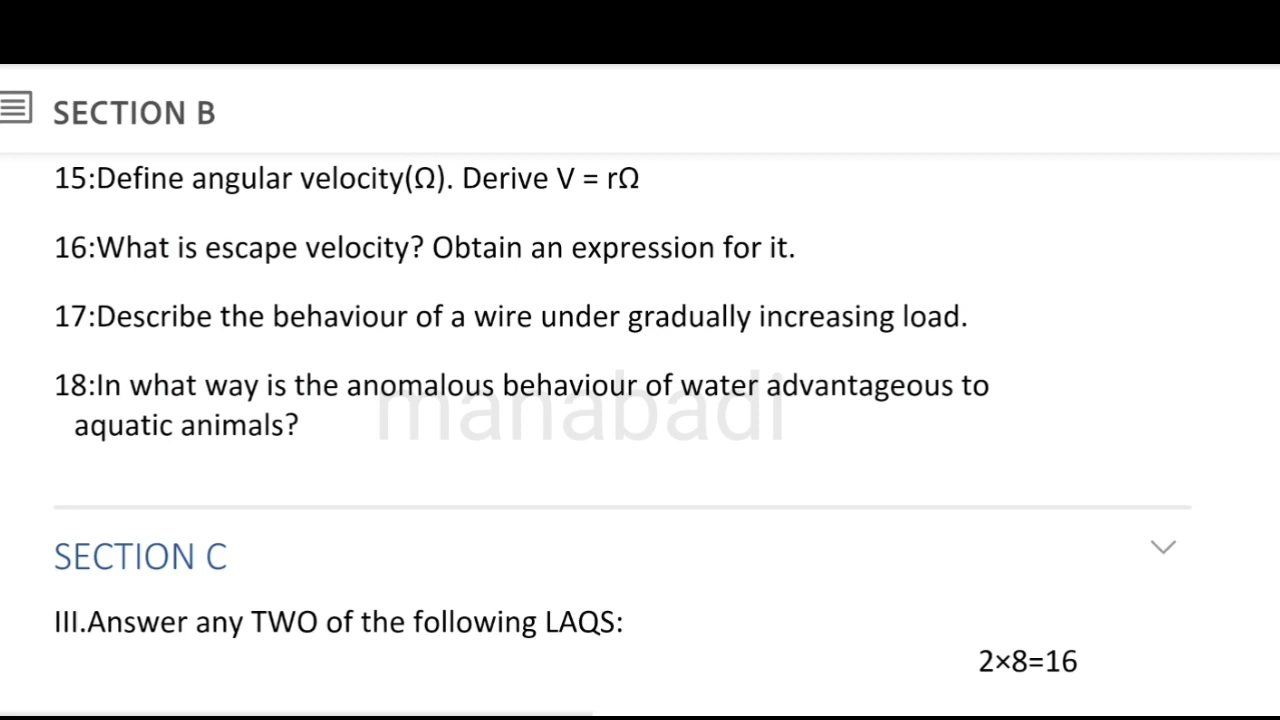 SECTION B
15:Define angular velocity(Ω). Derive V = rΩ
16:What is escape velocity? Obtain an expression for it.
17:Describe the behaviour of a wire under gradually increasing load.
18:In what way is the anomalous behaviour of water advantageous to
aquatic animals?
manabadi
SECTION C
III.Answer any TWO of the following LAQS:
2×8=16